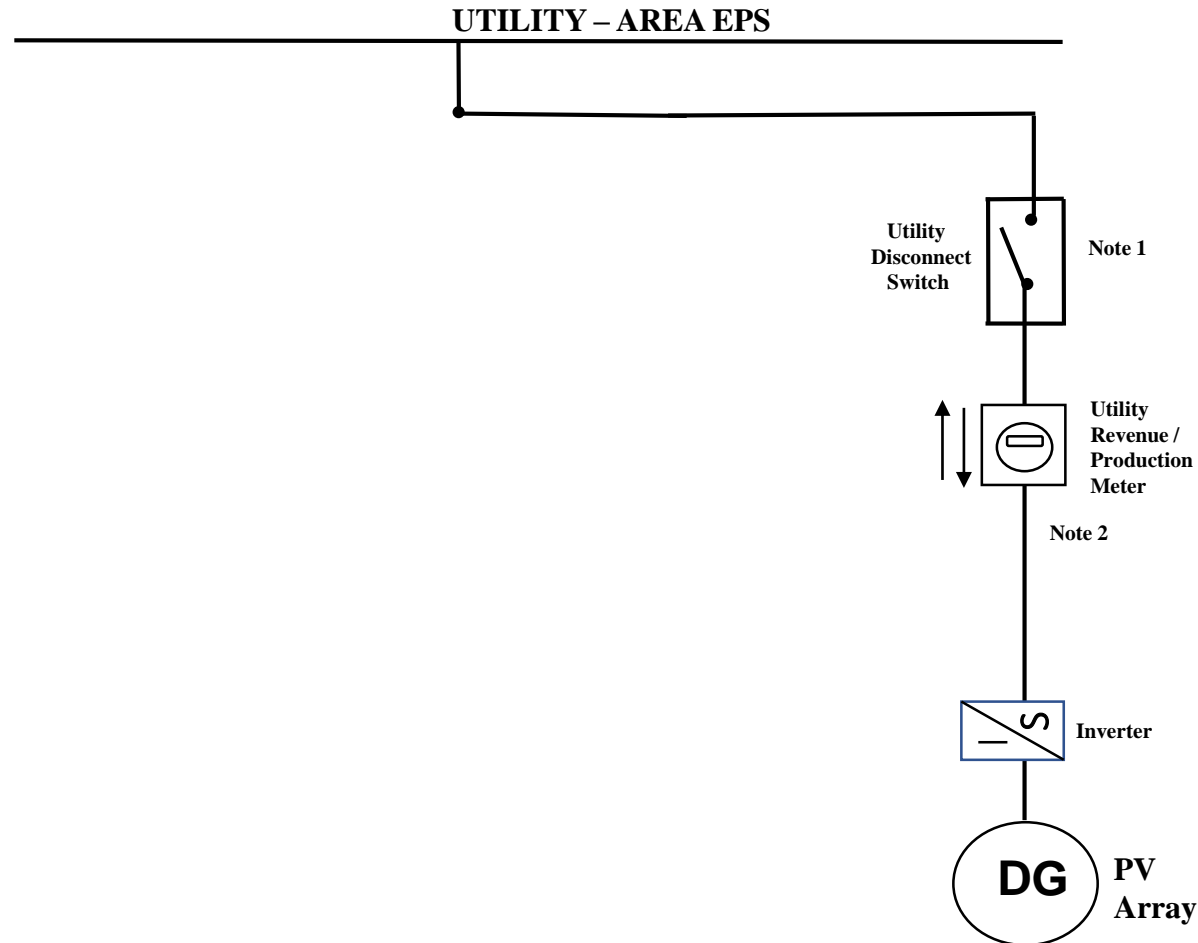 UTILITY – AREA EPS
Utility
Disconnect
Switch
Note 1
Utility
Revenue /
Production
Meter
Note 2
Inverter
DG
PV
Array